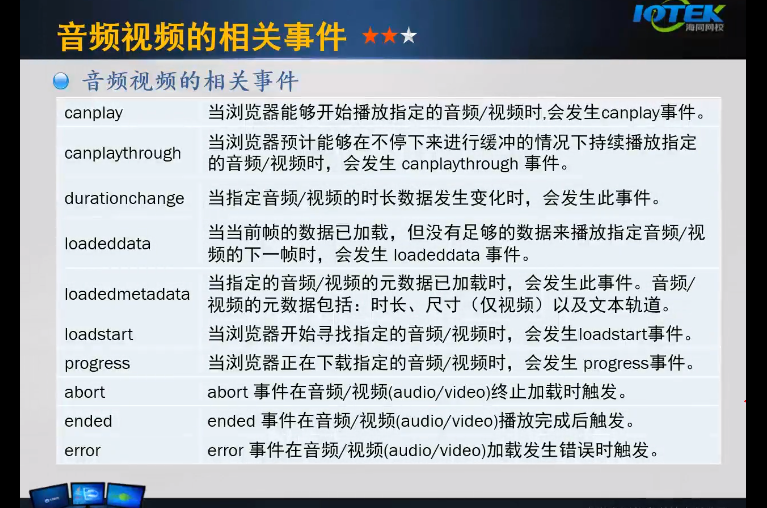 音频视频的相关事件
IOTEK
海同网校
音频视频的相关事件
canplay 当浏览器能够开始播放指定的音频/视频时,会发生canplay事件。
canplaythrough 当浏览器预计能够在不停下来进行缓冲的情况下持续播放指定
的音频/视频时，会发生 canplaythrough 事件。
durationchange 当指定音频/视频的时长数据发生变化时，会发生此事件。
loadeddata 当当前帧的数据已加载，但没有足够的数据来播放指定音频/视
频的下一帧时，会发生 loadeddata 事件。
loadedmetadata 当指定的音频/视频的元数据已加载时，会发生此事件。音频/
视频的元数据包括：时长、尺寸（仅视频）以及文本轨道。
loadstart 当浏览器开始寻找指定的音频/视频时，会发生loadstart事件。
progress 当浏览器正在下载指定的音频/视频时，会发生 progress事件。
abort abort 事件在音频/视频(audio/video)终止加载时触发。
ended ended 事件在音频/视频(audio/video)播放完成后触发。
error error 事件在音频/视频(audio/video)加载发生错误时触发。